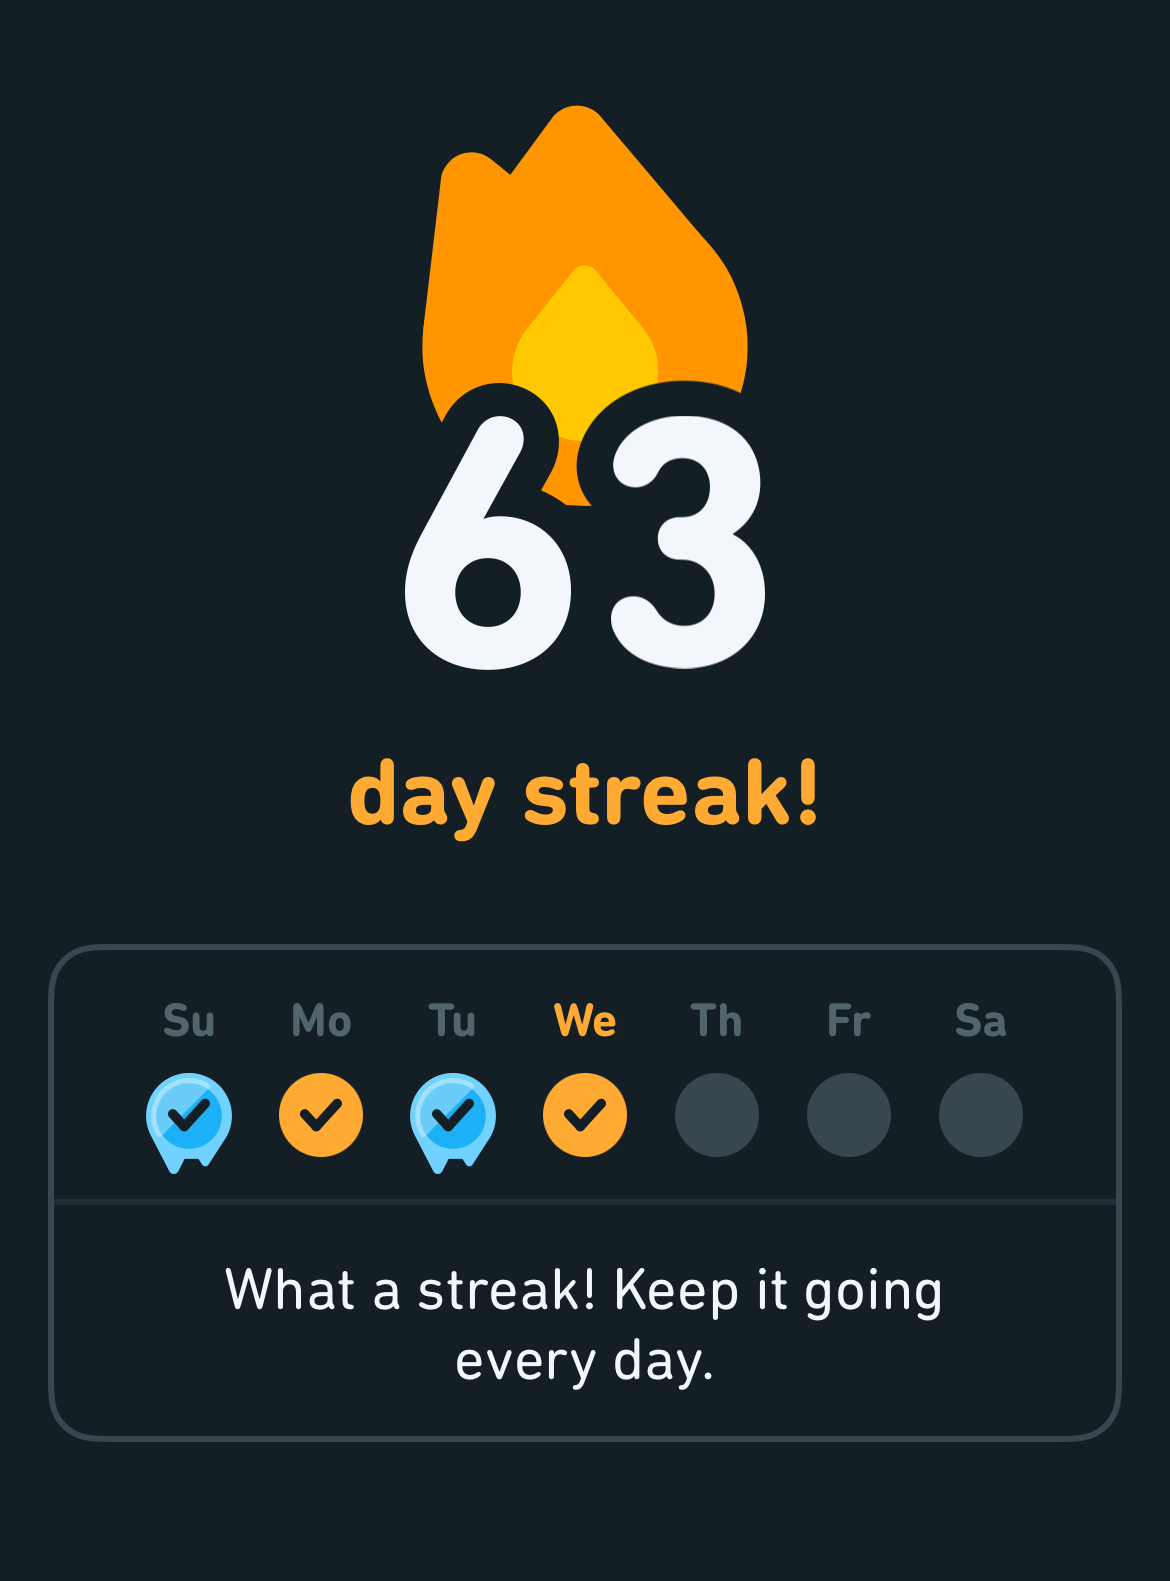 63
day streak!
Su Mo Tu We Th Fr Sa
What a streak! Keep it going
every day.